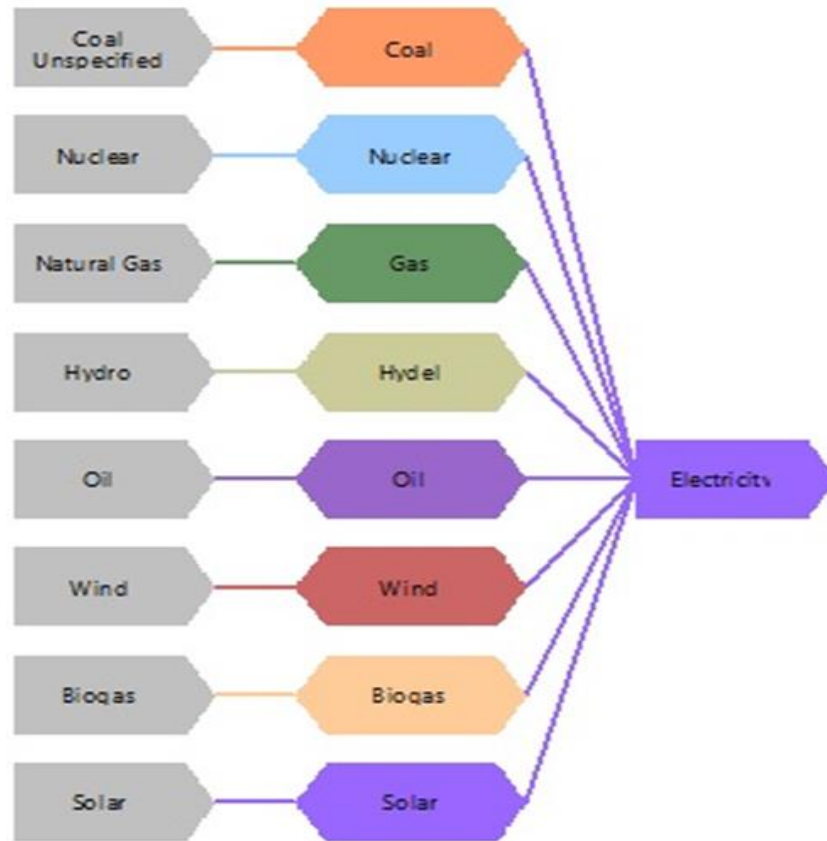 Coal
Unspecified
Coal
Nuclear
Nuclear
Natural Gas
Gas
Hydro
Hydel
Oil
Oil
Electricity
Wind
Wind
Biogas
Biogas
Solar
Solar